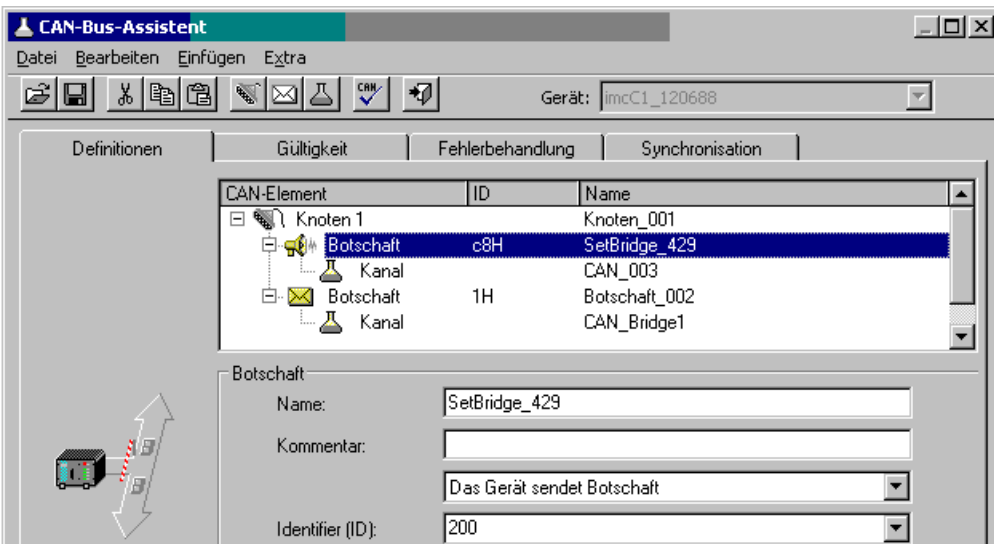 CAN-Bus-Assistent
Datei Bearbeiten Einfügen Extra
CAN Gerät: imcC1_120688
Definitionen Gültigkeit Fehlerbehandlung Synchronisation
CAN-Element ID Name
Knoten 1 Knoten_001
Botschaft c8H SetBridge_429
Kanal CAN_003
Botschaft 1H Botschaft_002
Kanal CAN_Bridge1
Botschaft
Name: SetBridge_429
Kommentar:
Das Gerät sendet Botschaft
Identifier (ID): 200